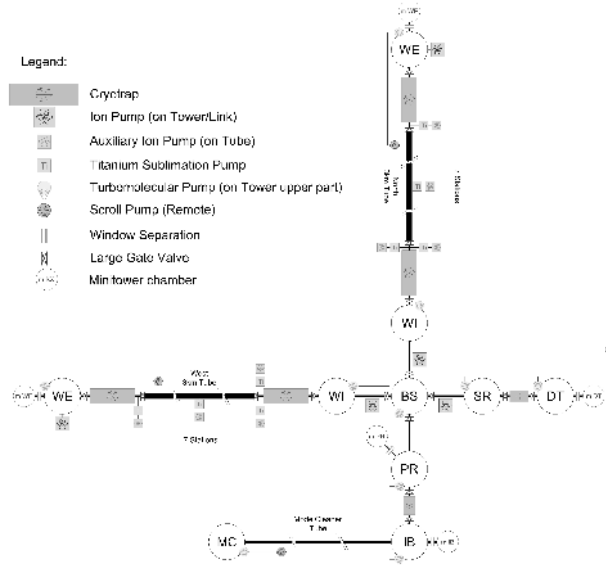 WE
Legend:
Cryotrap
Ion Pump (on Tower/Link)
Auxiliary Ion Pump (on Tube)
Titanium Sublimation Pump
Turbomolecular Pump (on Tower upper part)
Scroll Pump (Remote)
Window Separation
Large Gate Valve
Minitower chamber
WI
West
WE
WI
BS
SR
DT
7 Stations
PR
Mode Cleaner
Tube
MC
IB